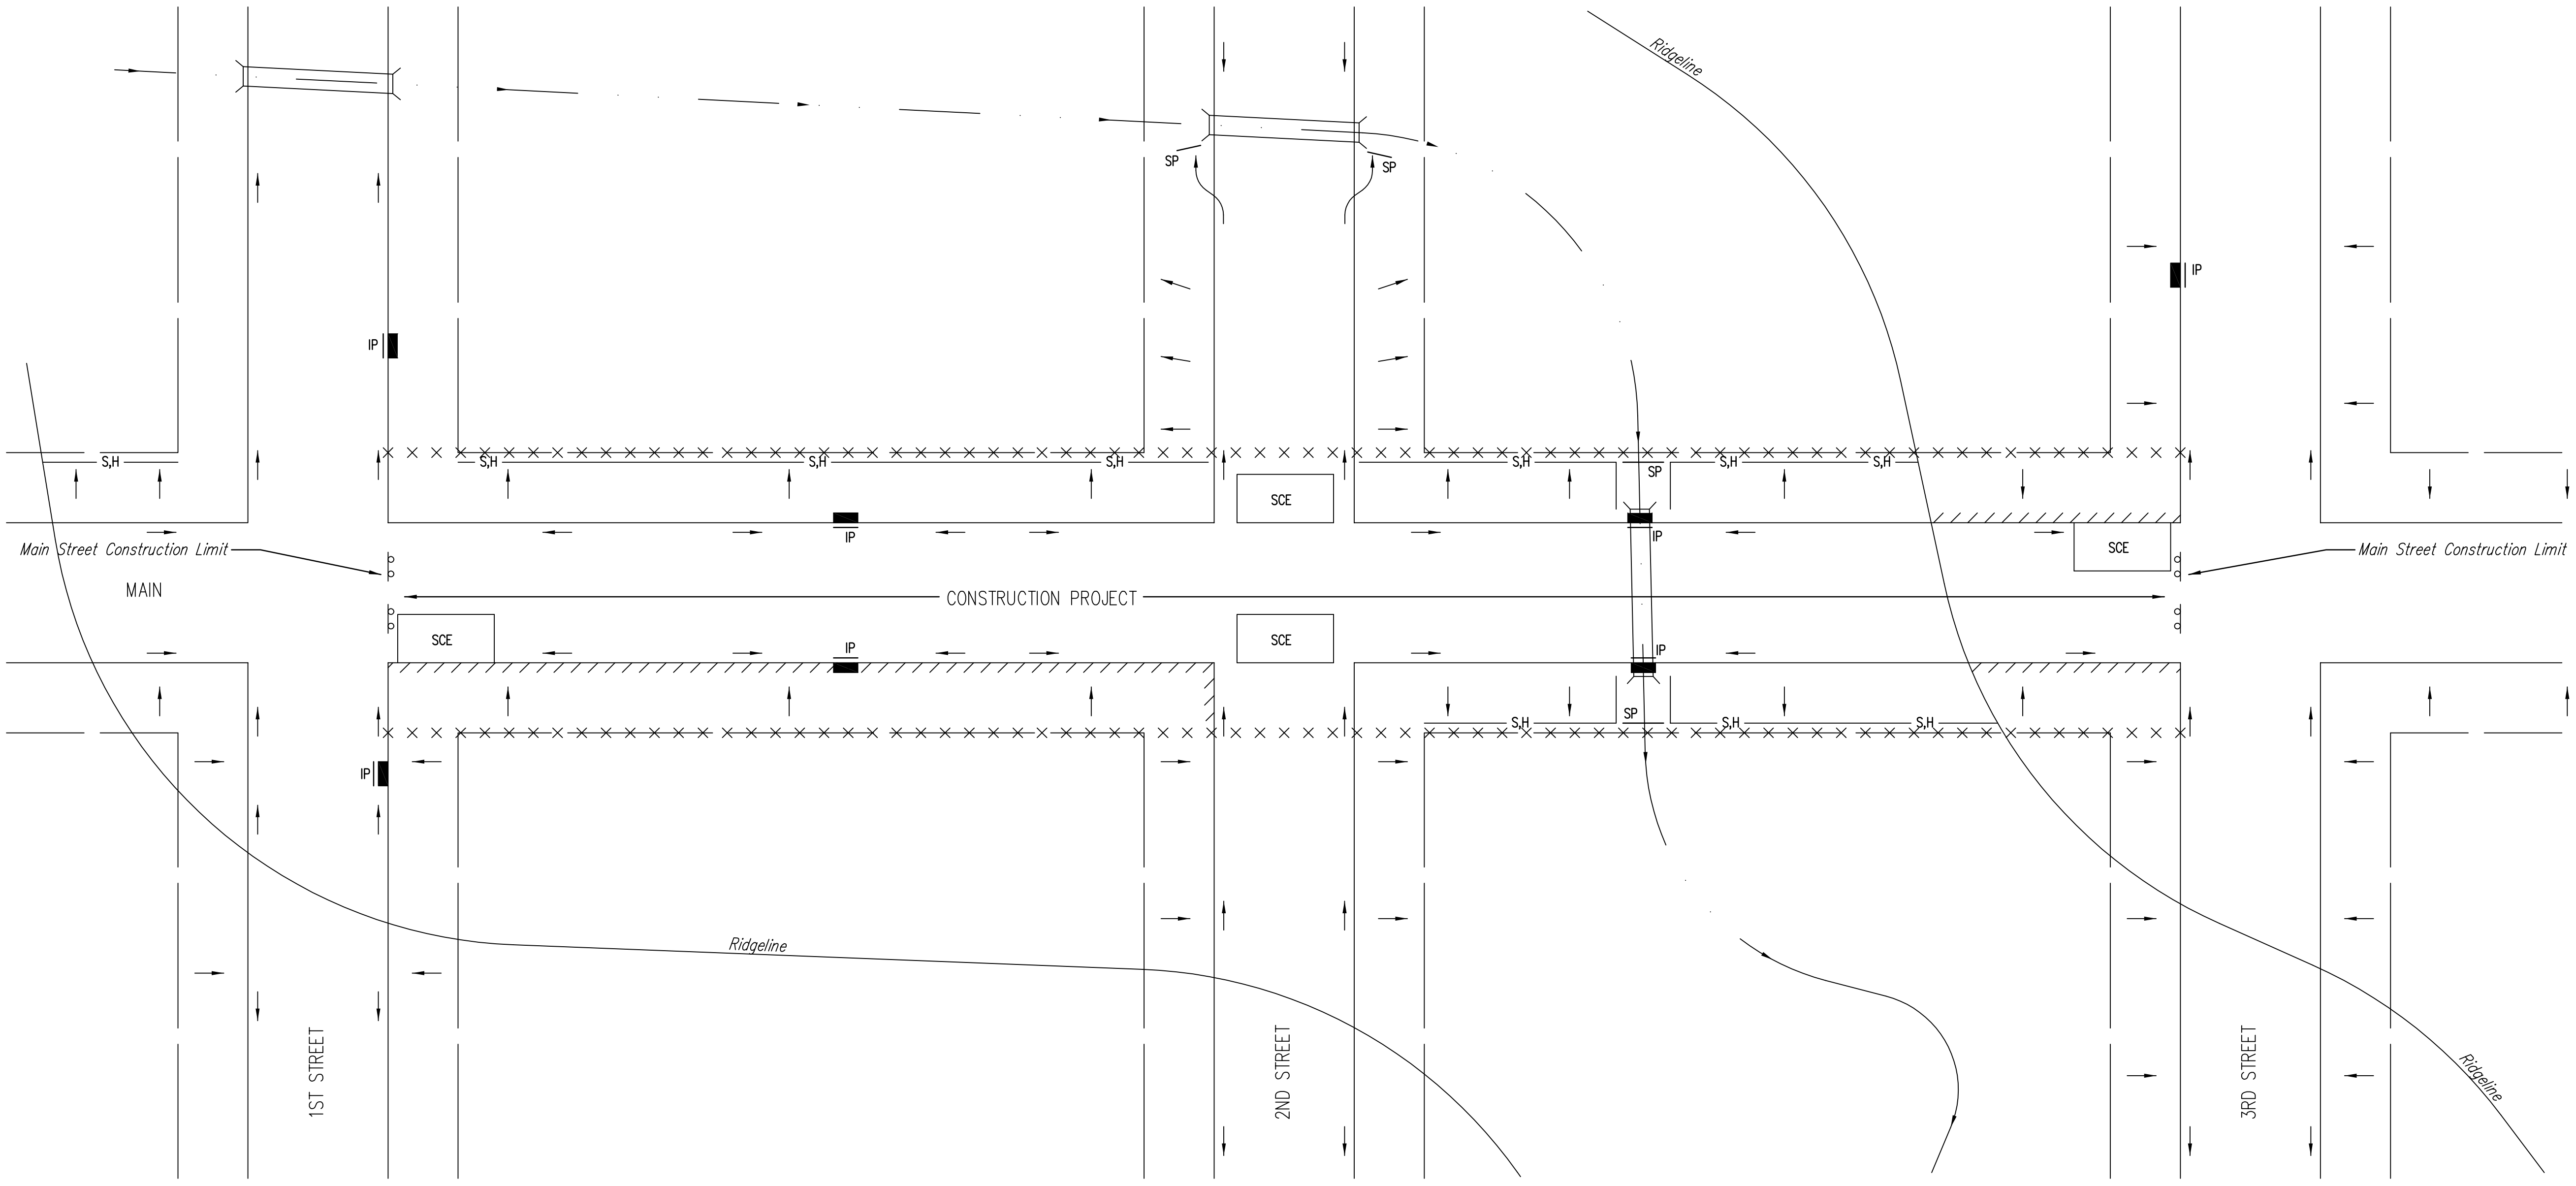 Ridgeline
SP
SP
IP
IP
S,H
S,H
S,H
S,H
S,H
SP
S,H
S,H
SCE
IP
IP
SCE
Main Street Construction Limit
Main Street Construction Limit
MAIN
CONSTRUCTION PROJECT
SCE
IP
SCE
IP
S,H
SP
S,H
S,H
IP
Ridgeline
1ST STREET
2ND STREET
3RD STREET
Ridgeline